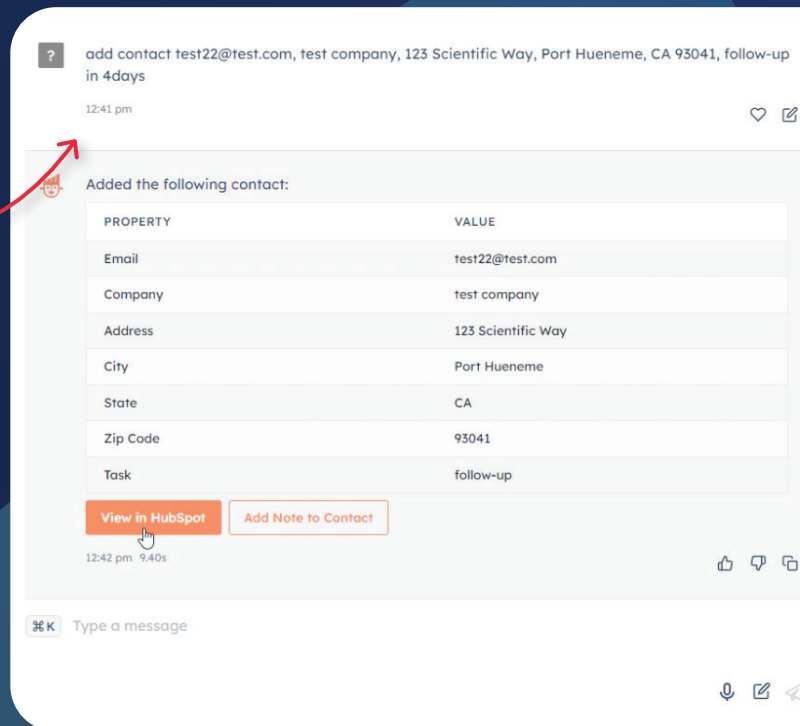 ?
add contact test22@test.com, test company, 123 Scientific Way, Port Hueneme, CA 93041, follow-up
in 4days
12:41 pm
Added the following contact:
PROPERTY VALUE
Email test22@test.com
Company test company
Address 123 Scientific Way
City Port Hueneme
State CA
Zip Code 93041
Task follow-up
View in HubSpot Add Note to Contact
12:42 pm 9.40s
⌘ K Type a message